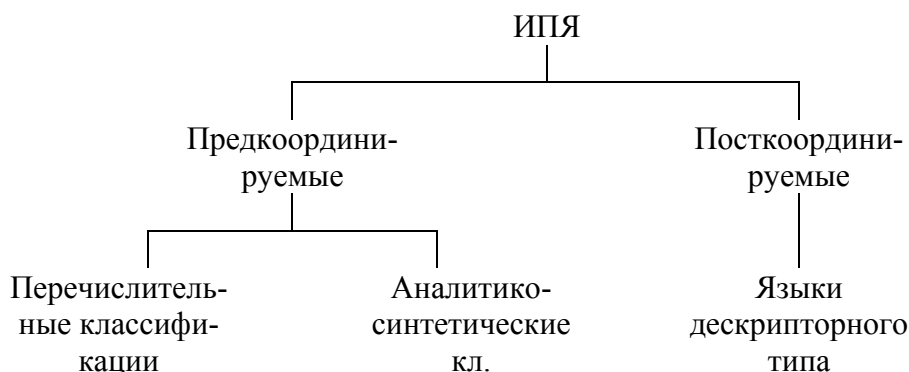 ИПЯ
Предкоордини-
руемые
Посткоордини-
руемые
Перечислитель-
ные классифи-
кации
Аналитико-
синтетические
кл.
Языки
дескрипторного
типа